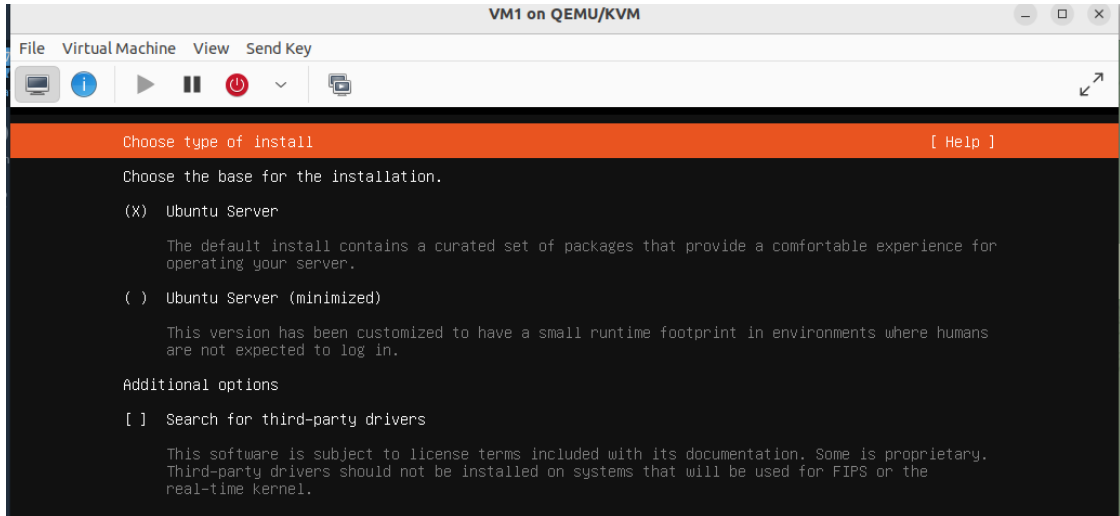 VM1 on QEMU/KVM
File Virtual Machine View Send Key
Choose type of install [ Help ]
Choose the base for the installation.
(X) Ubuntu Server
The default install contains a curated set of packages that provide a comfortable experience for
operating your server.
( ) Ubuntu Server (minimized)
This version has been customized to have a small runtime footprint in environments where humans
are not expected to log in.
Additional options
[ ] Search for third-party drivers
This software is subject to license terms included with its documentation. Some is proprietary.
Third-party drivers should not be installed on systems that will be used for FIPS or the
real-time kernel.